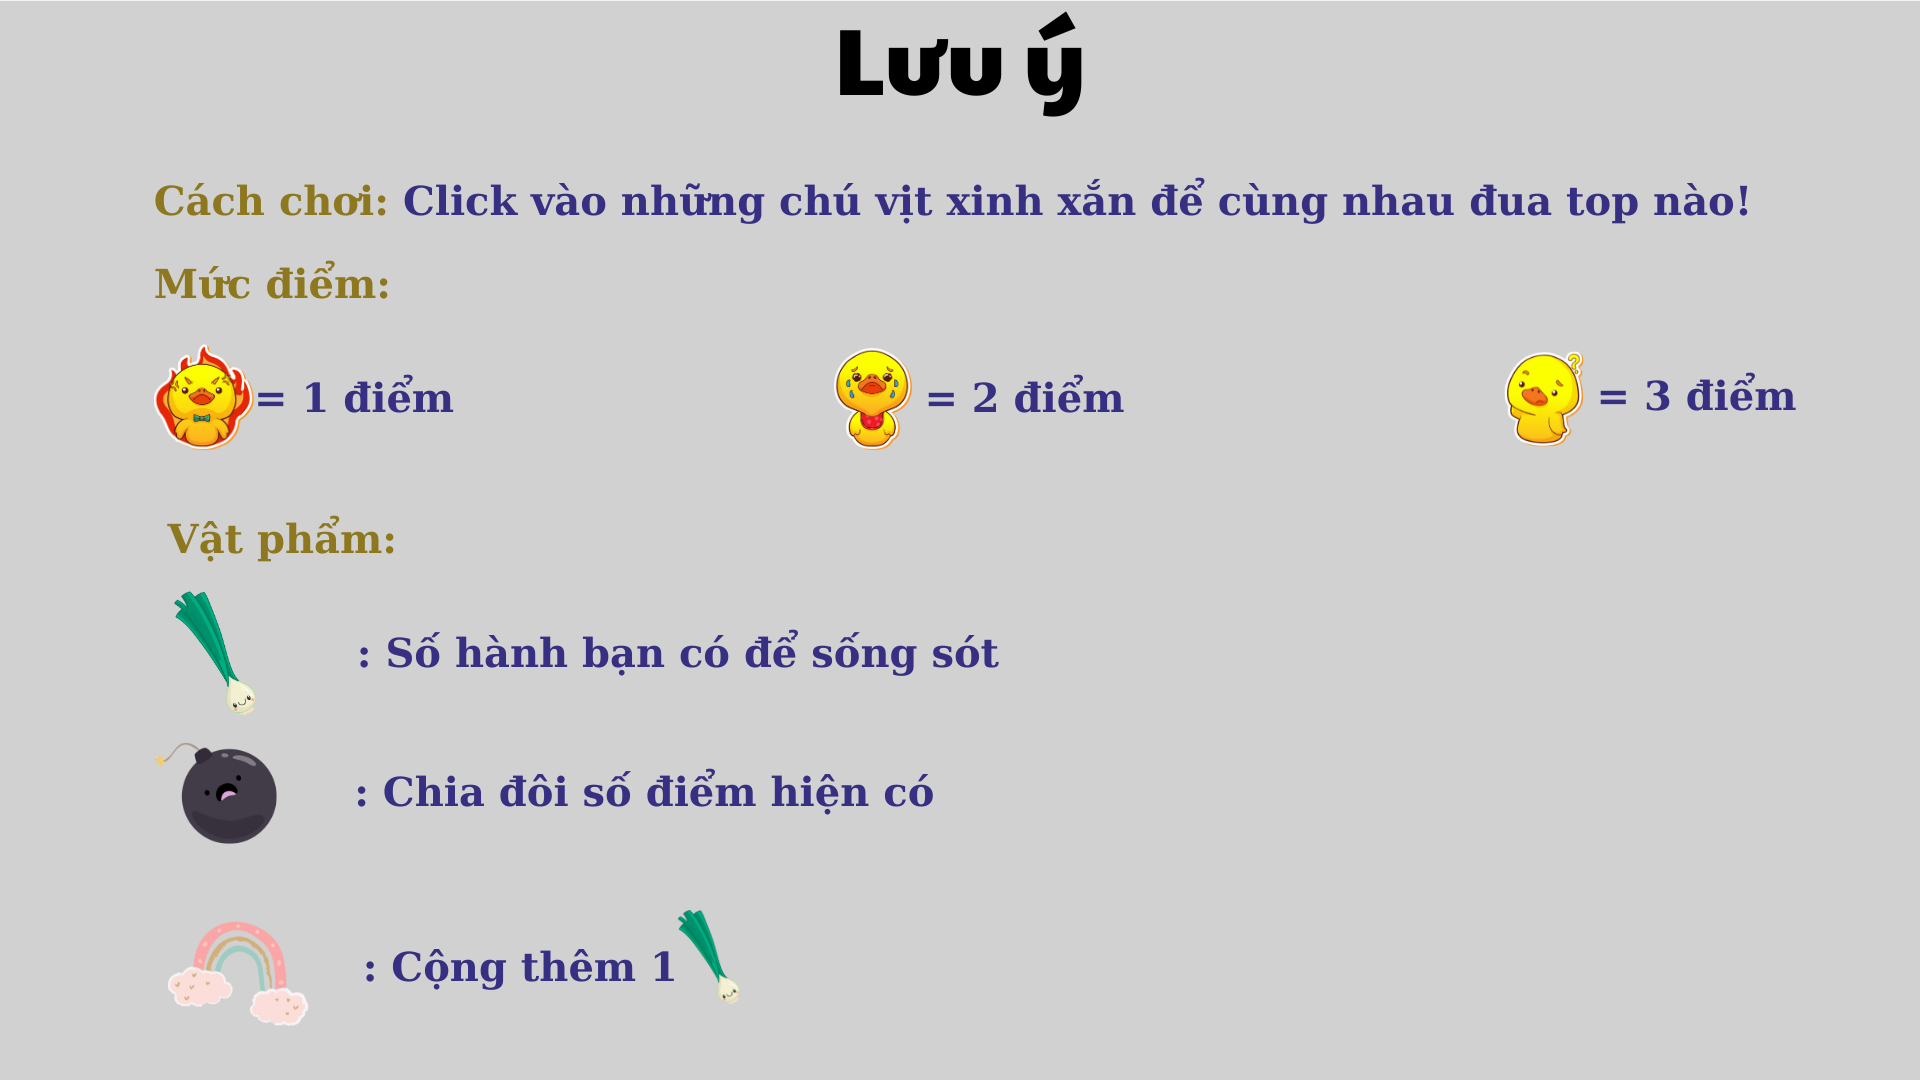 Lưu ý
Cách chơi: Click vào những chú vịt xinh xắn để cùng nhau đua top nào!
Mức điểm:
= 1 điểm
= 2 điểm
?
= 3 điểm
Vật phẩm:
: Số hành bạn có để sống sót
: Chia đôi số điểm hiện có
: Cộng thêm 1